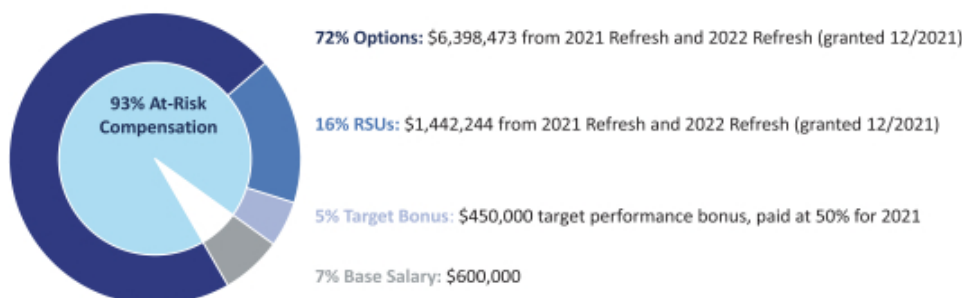 72% Options: $6,398,473 from 2021 Refresh and 2022 Refresh (granted 12/2021)
93% At-Risk
Compensation
16% RSUs: $1,442,244 from 2021 Refresh and 2022 Refresh (granted 12/2021)
5% Target Bonus: $450,000 target performance bonus, paid at 50% for 2021
7% Base Salary: $600,000